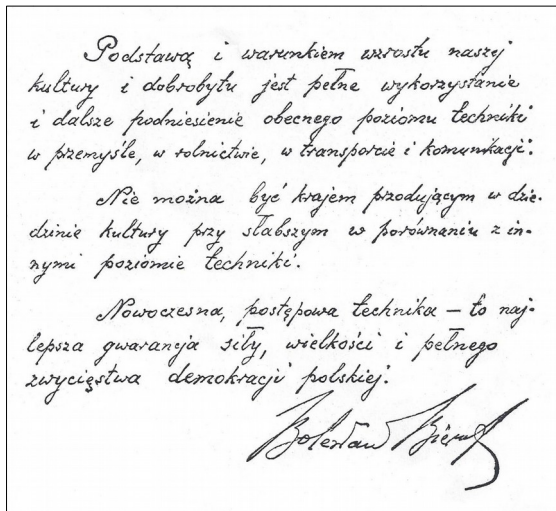 Podstawą i warunkiem wzrostu naszej
kultury i dobrobytu jest pełne wykorzystanie
i dalsze podniesienie obecnego poziomu techniki
w przemyśle, w rolnictwie, w transporcie i komunikacji.
Nie można być krajem przodującym w dzie-
dzinie kultury przy słabszym w porównaniu z in-
nymi poziomie techniki.
Nowoczesna, postępowa technika – to naj-
lepsza gwarancja siły, wielkości i pełnego
zwycięstwa demokracji polskiej.
Bolesław Bierut